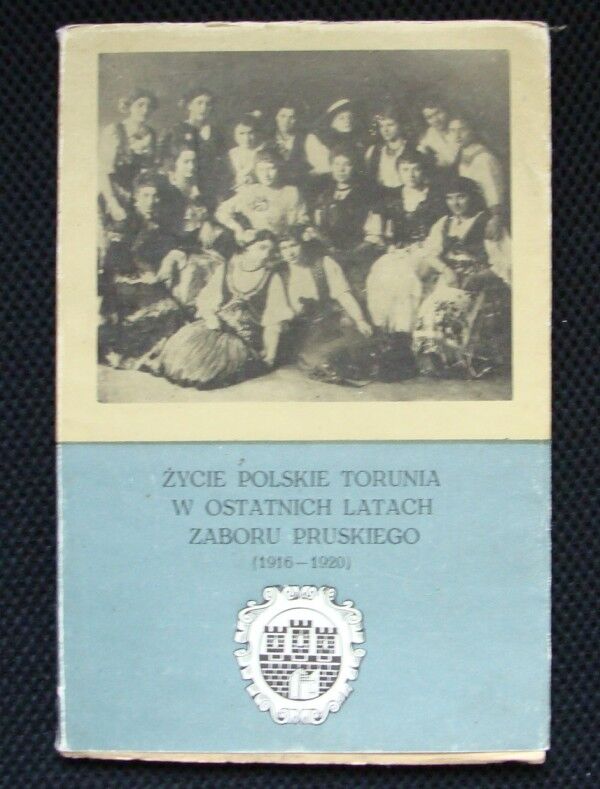 ŻYCIE POLSKIE TORUNIA
W OSTATNICH LATACH
ZABORU PRUSKIEGO
(1916–1920)